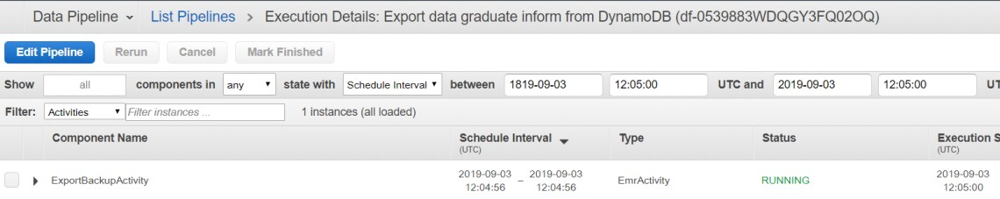 Data Pipeline List Pipelines Execution Details: Export data graduate inform from DynamoDB (df-0539883WDQGY3FQ02OQ)
Edit Pipeline Rerun Cancel Mark Finished
Show all components in any state with Schedule Interval between 1819-09-03 12:05:00 UTC and 2019-09-03 12:05:00 UT
Filter: Activities Filter instances ... 1 instances (all loaded)
Component Name Schedule Interval Type Status Execution S
(UTC) (UTC)
2019-09-03 – 2019-09-03 2019-09-03
ExportBackupActivity EmrActivity RUNNING
12:04:56 12:04:56 12:05:00